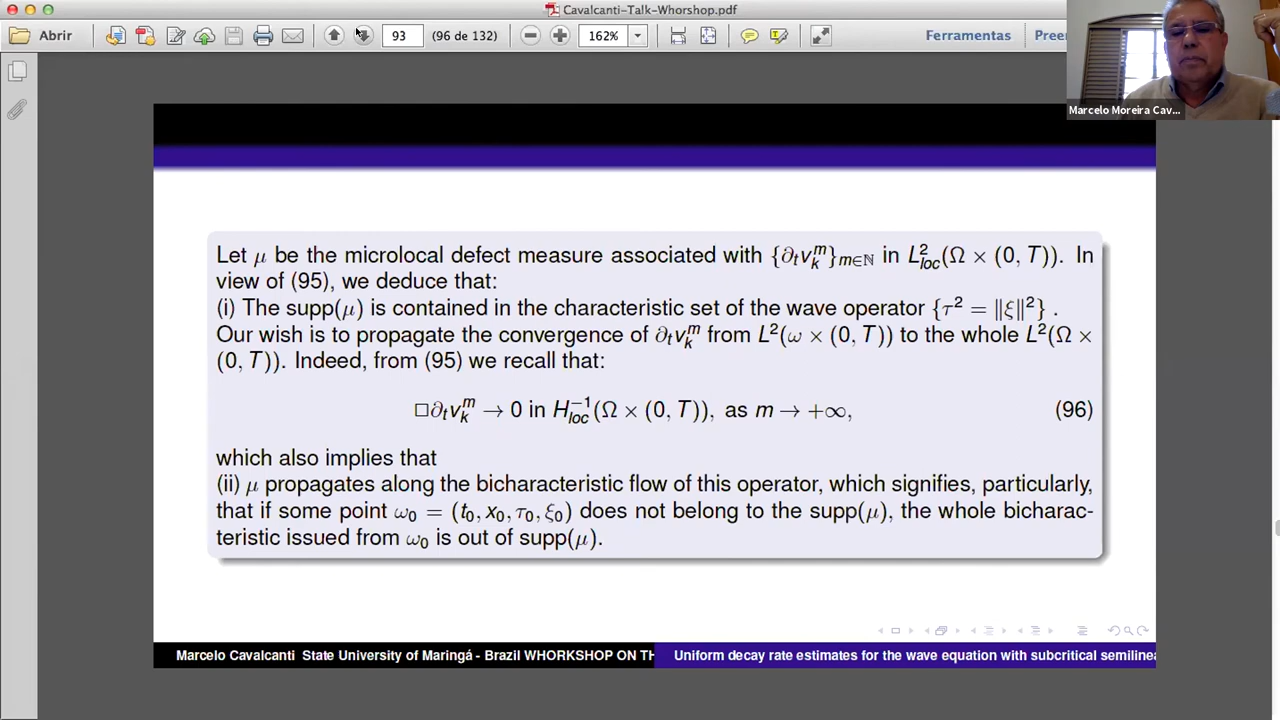 Cavalcanti-Talk-Whorshop.pdf
Abrir
93
(96 de 132)
162%
Ferramentas
Marcelo Moreira Cav...
Let μ be the microlocal defect measure associated with {∂ₜvₖᵐ}ₘ∈ℕ in L²_loc(Ω × (0, T)). In
view of (95), we deduce that:
(i) The supp(μ) is contained in the characteristic set of the wave operator {τ² = ‖ξ‖²} .
Our wish is to propagate the convergence of ∂ₜvₖᵐ from L²(ω × (0, T)) to the whole L²(Ω ×
(0, T)). Indeed, from (95) we recall that:
□∂ₜvₖᵐ → 0 in H⁻¹_loc(Ω × (0, T)), as m → +∞, (96)
which also implies that
(ii) μ propagates along the bicharacteristic flow of this operator, which signifies, particularly,
that if some point ω₀ = (t₀, x₀, τ₀, ξ₀) does not belong to the supp(μ), the whole bicharac-
teristic issued from ω₀ is out of supp(μ).
Marcelo Cavalcanti State University of Maringá - Brazil WHORKSHOP ON TH
Uniform decay rate estimates for the wave equation with subcritical semilinea